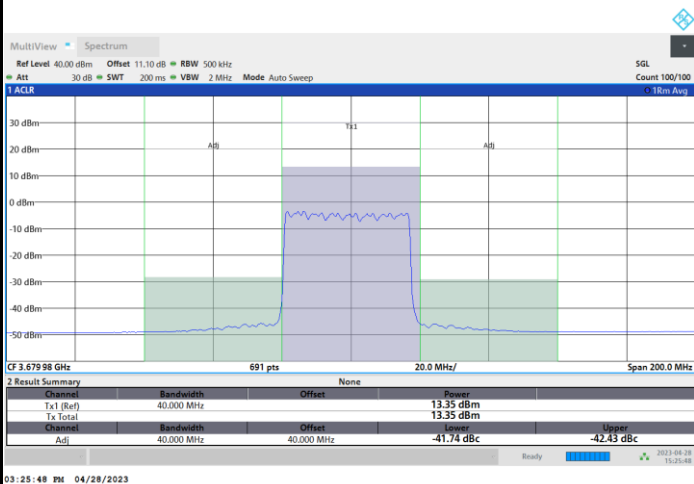 MultiView Spectrum
Ref Level 40.00 dBm Offset 11.10 dB RBW 500 kHz SGL
Att 30 dB SWT 200 ms VBW 2 MHz Mode Auto Sweep Count 100/100
1 ACLR 1Rm Avg
30 dBm
Tx1
20 dBm
Adj Adj
10 dBm
0 dBm
-10 dBm
-20 dBm
-30 dBm
-40 dBm
-50 dBm
CF 3.679 98 GHz 691 pts 20.0 MHz/ Span 200.0 MHz
2 Result Summary None
Channel Bandwidth Offset Power
Tx1 (Ref) 40.000 MHz 13.35 dBm
Tx Total 13.35 dBm
Channel Bandwidth Offset Lower Upper
Adj 40.000 MHz 40.000 MHz -41.74 dBc -42.43 dBc
Ready 2023-04-28
15:25:48
03:25:48 PM 04/28/2023